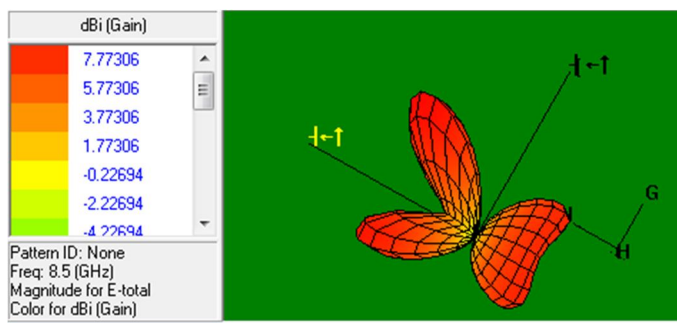 dBi (Gain)
7.77306
5.77306
3.77306
1.77306
-0.22694
-2.22694
-4.22694
Pattern ID: None
Freq: 8.5 (GHz)
Magnitude for E-total
Color for dBi (Gain)
G
H